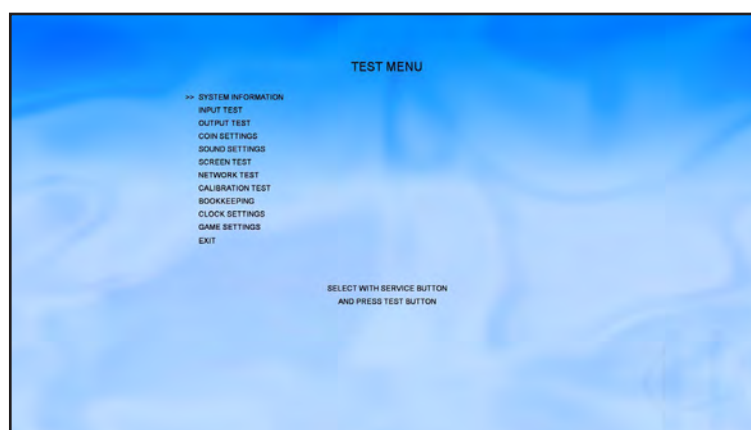 TEST MENU
>> SYSTEM INFORMATION
INPUT TEST
OUTPUT TEST
COIN SETTINGS
SOUND SETTINGS
SCREEN TEST
NETWORK TEST
CALIBRATION TEST
BOOKKEEPING
CLOCK SETTINGS
GAME SETTINGS
EXIT
SELECT WITH SERVICE BUTTON
AND PRESS TEST BUTTON